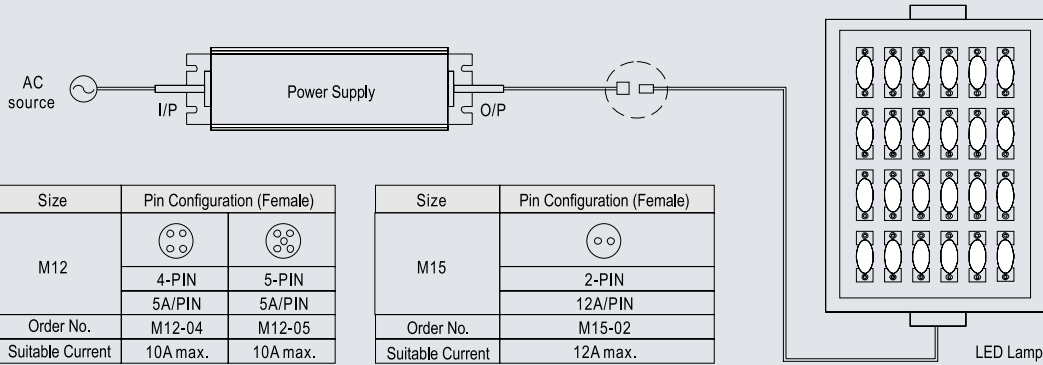 AC
source
I/P
Power Supply
O/P
Size Pin Configuration (Female)
M12
4-PIN 5-PIN
5A/PIN 5A/PIN
Order No. M12-04 M12-05
Suitable Current 10A max. 10A max.
Size Pin Configuration (Female)
M15
2-PIN
12A/PIN
Order No. M15-02
Suitable Current 12A max.
LED Lamp